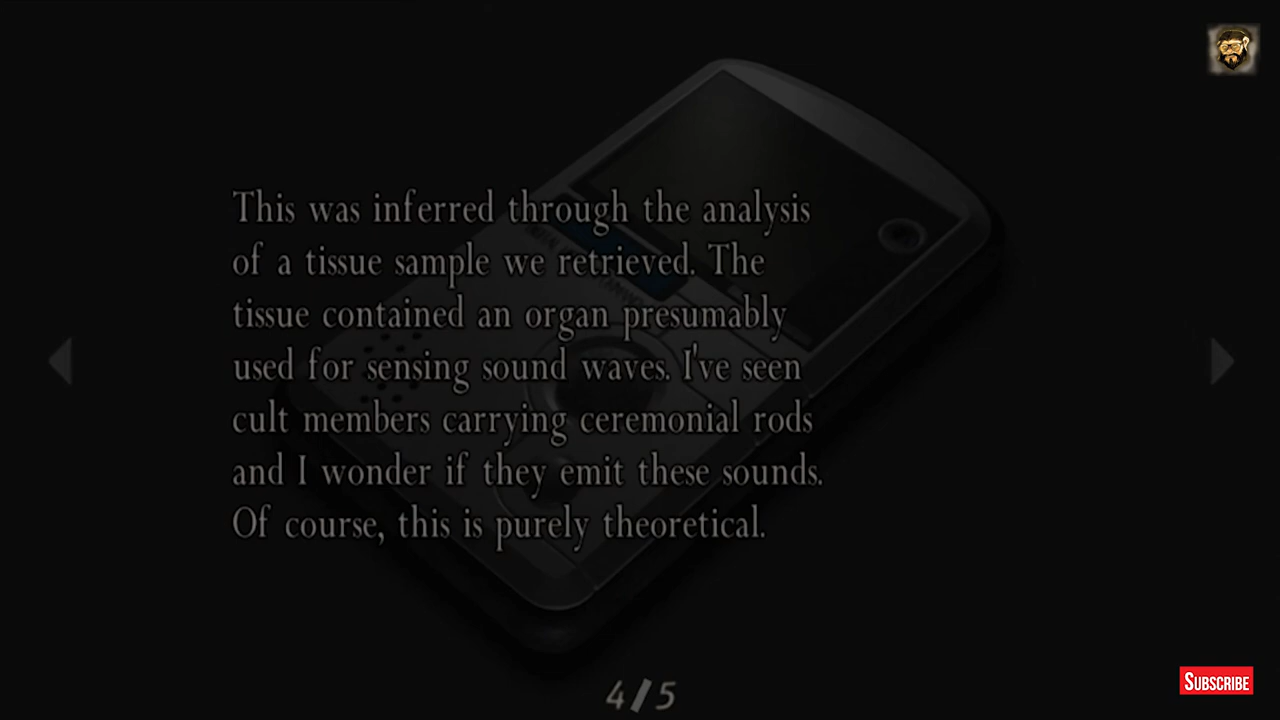 This was inferred through the analysis
of a tissue sample we retrieved. The
tissue contained an organ presumably
used for sensing sound waves. I've seen
cult members carrying ceremonial rods
and I wonder if they emit these sounds.
Of course, this is purely theoretical.
4/5
SUBSCRIBE